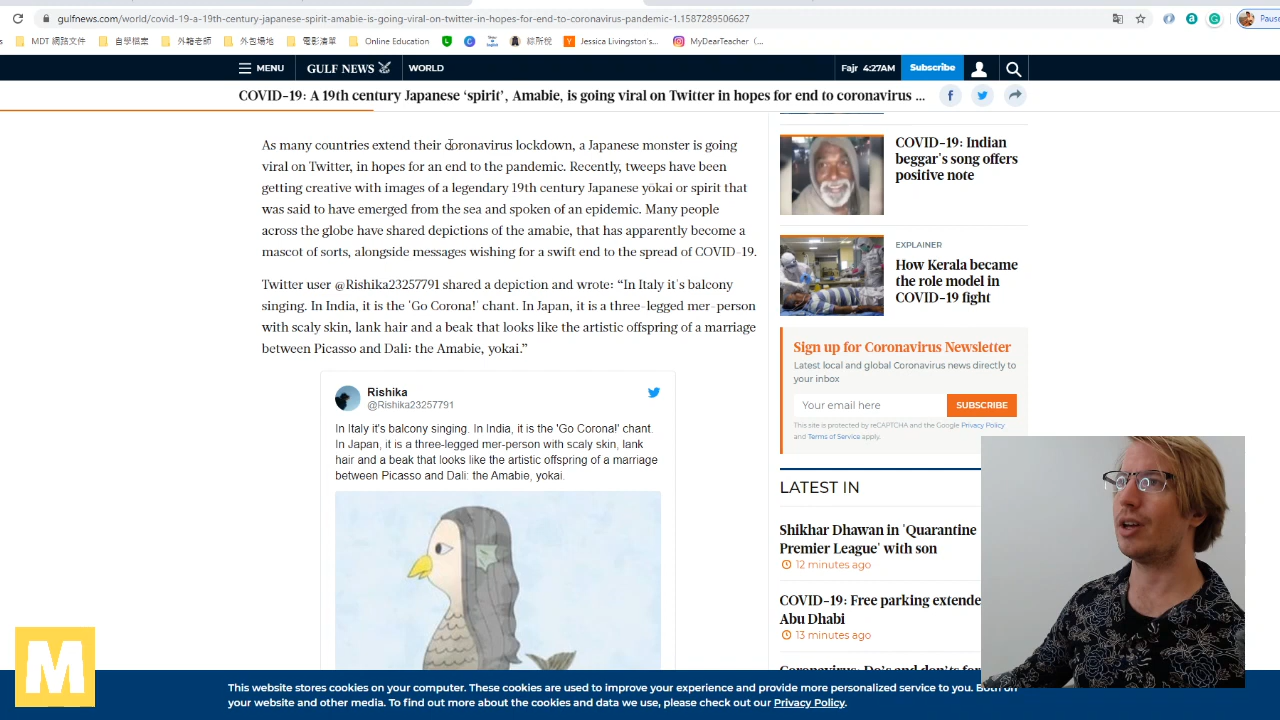 gulfnews.com/world/covid-19-a-19th-century-japanese-spirit-amabie-is-going-viral-on-twitter-in-hopes-for-end-to-coronavirus-pandemic-1.1587289506627
Pause
MDT 網路文件 自學檔案 外籍老師 外包場地 電影清單 Online Education 綜所稅 Jessica Livingston's... MyDearTeacher (...
MENU GULF NEWS WORLD Fajr 4:27AM Subscribe
COVID-19: A 19th century Japanese ‘spirit’, Amabie, is going viral on Twitter in hopes for end to coronavirus ...
As many countries extend their coronavirus lockdown, a Japanese monster is going
viral on Twitter, in hopes for an end to the pandemic. Recently, tweeps have been
getting creative with images of a legendary 19th century Japanese yōkai or spirit that
was said to have emerged from the sea and spoken of an epidemic. Many people
across the globe have shared depictions of the amabie, that has apparently become a
mascot of sorts, alongside messages wishing for a swift end to the spread of COVID-19.
Twitter user @Rishika23257791 shared a depiction and wrote: “In Italy it's balcony
singing. In India, it is the 'Go Corona!' chant. In Japan, it is a three-legged mer-person
with scaly skin, lank hair and a beak that looks like the artistic offspring of a marriage
between Picasso and Dali: the Amabie, yokai.”
Rishika
@Rishika23257791
In Italy it's balcony singing. In India, it is the 'Go Corona!' chant.
In Japan, it is a three-legged mer-person with scaly skin, lank
hair and a beak that looks like the artistic offspring of a marriage
between Picasso and Dali: the Amabie, yokai.
COVID-19: Indian
beggar's song offers
positive note
EXPLAINER
How Kerala became
the role model in
COVID-19 fight
Sign up for Coronavirus Newsletter
Latest local and global Coronavirus news directly to
your inbox
Your email here SUBSCRIBE
This site is protected by reCAPTCHA and the Google Privacy Policy
and Terms of Service apply.
LATEST IN
Shikhar Dhawan in 'Quarantine
Premier League' with son
12 minutes ago
COVID-19: Free parking extende
Abu Dhabi
13 minutes ago
Coronavirus: Do's and don'ts for
This website stores cookies on your computer. These cookies are used to improve your experience and provide more personalized service to you. Both on
your website and other media. To find out more about the cookies and data we use, please check out our Privacy Policy.
M